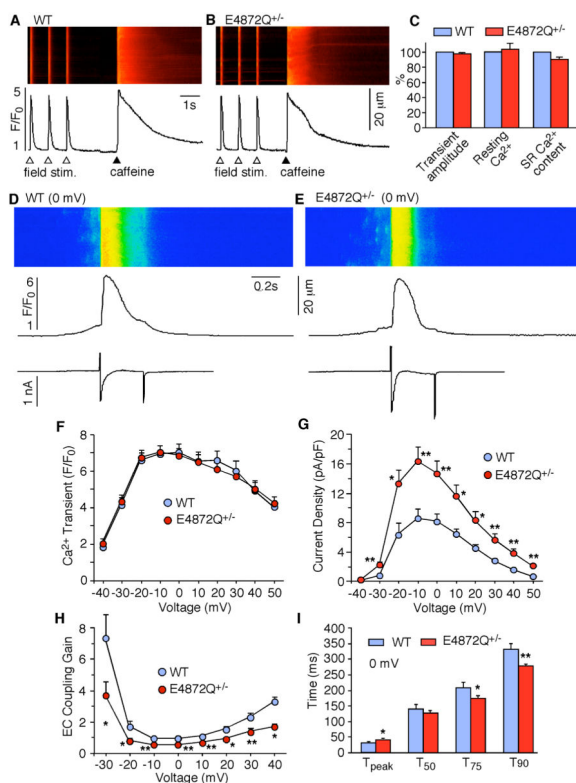 A WT
5
F/F0
1
1s
field stim.
caffeine
B E4872Q+/-
20 μm
field stim.
caffeine
C
WT E4872Q+/-
%
100
80
60
40
20
0
Transient amplitude
Resting Ca2+
SR Ca2+ content
D WT (0 mV)
6
F/F0
1
0.2s
1 nA
E E4872Q+/- (0 mV)
20 μm
F
Ca2+ Transient (F/F0)
8
6
4
2
0
WT
E4872Q+/-
-40 -30 -20 -10 0 10 20 30 40 50
Voltage (mV)
G
Current Density (pA/pF)
20
16
12
8
4
0
WT
E4872Q+/-
** * ** ** * * ** ** **
-40 -30 -20 -10 0 10 20 30 40 50
Voltage (mV)
H
EC Coupling Gain
8
6
4
2
0
WT
E4872Q+/-
* * ** ** * ** *
-30 -20 -10 0 10 20 30 40
Voltage (mV)
I
WT E4872Q+/-
0 mV
Time (ms)
400
350
300
250
200
150
100
50
0
* * **
Tpeak T50 T75 T90